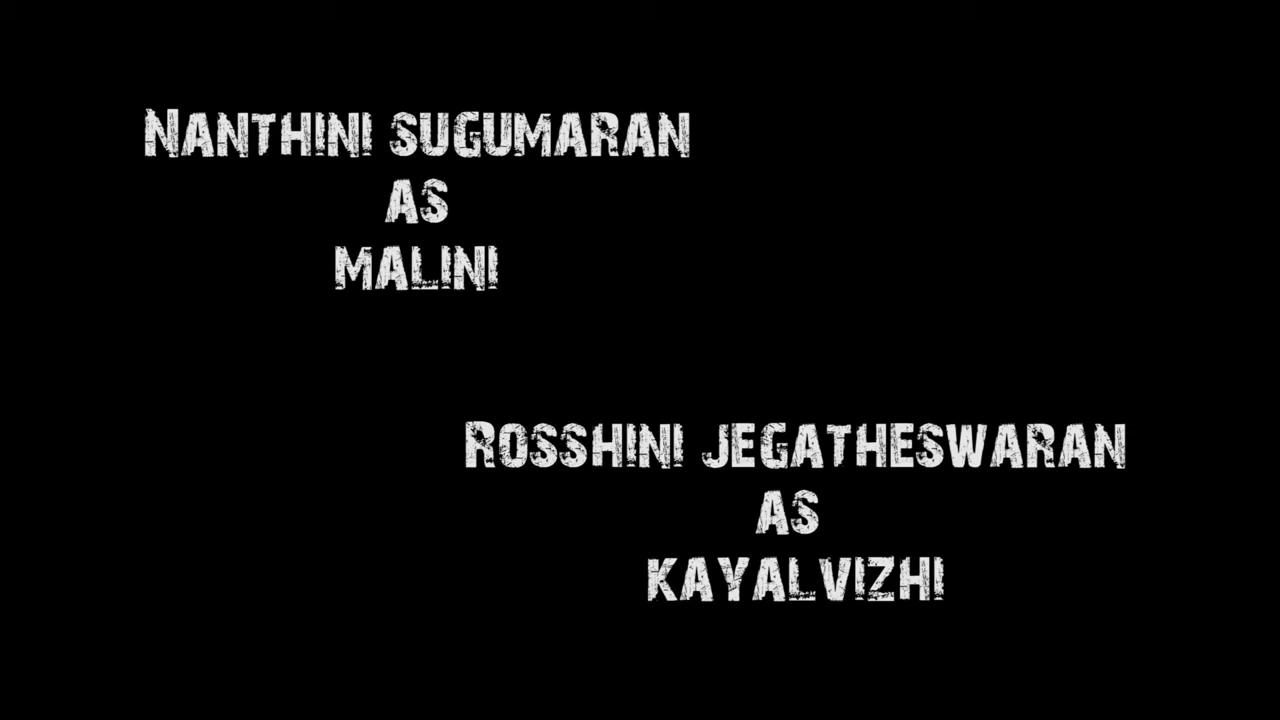 Nanthini sugumaran
as
malini
Rosshini jegatheswaran
as
kayalvizhi